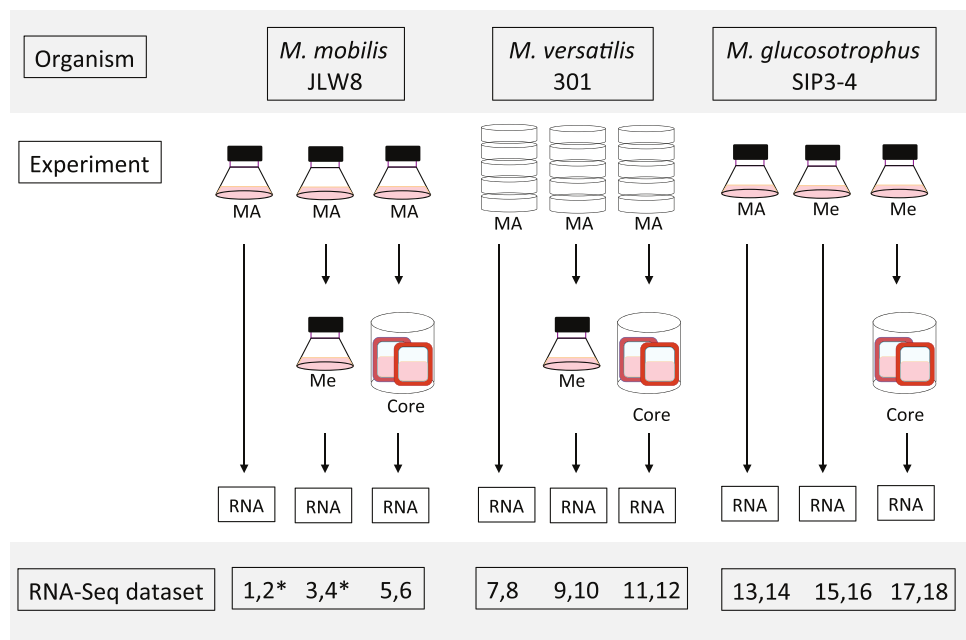 Organism
M. mobilis
JLW8
M. versatilis
301
M. glucosotrophus
SIP3-4
Experiment
MA MA MA MA MA MA MA Me Me
Me Core Me Core Core
RNA RNA RNA RNA RNA RNA RNA RNA RNA
RNA-Seq dataset 1,2* 3,4* 5,6 7,8 9,10 11,12 13,14 15,16 17,18